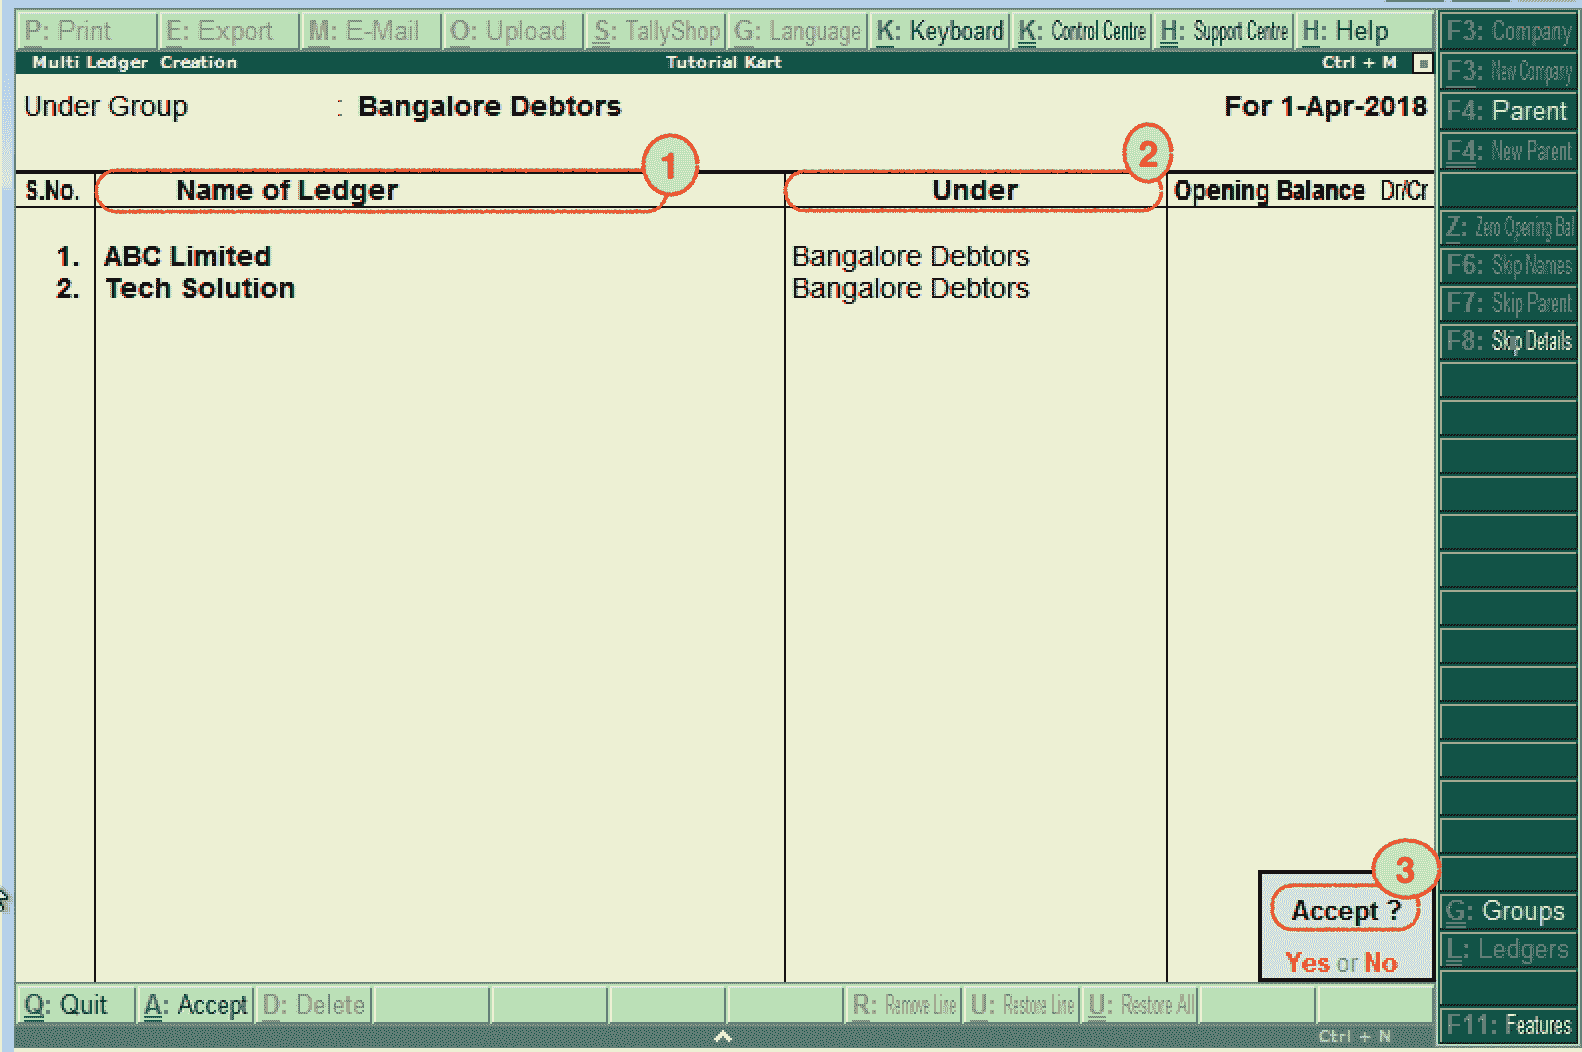 P: Print E: Export M: E-Mail O: Upload S: TallyShop G: Language K: Keyboard K: Control Centre H: Support Centre H: Help
Multi Ledger Creation Tutorial Kart Ctrl + M
Under Group : Bangalore Debtors For 1-Apr-2018
1 2
S.No. Name of Ledger Under Opening Balance Dr/Cr
1. ABC Limited Bangalore Debtors
2. Tech Solution Bangalore Debtors
3
Accept ?
Yes or No
Q: Quit A: Accept D: Delete R: Remove Line U: Restore Line U: Restore All
Ctrl + N
F3: Company
F3: New Company
F4: Parent
F4: New Parent
Z: Zero Opening Bal
F6: Skip Names
F7: Skip Parent
F8: Skip Details
G: Groups
L: Ledgers
F11: Features